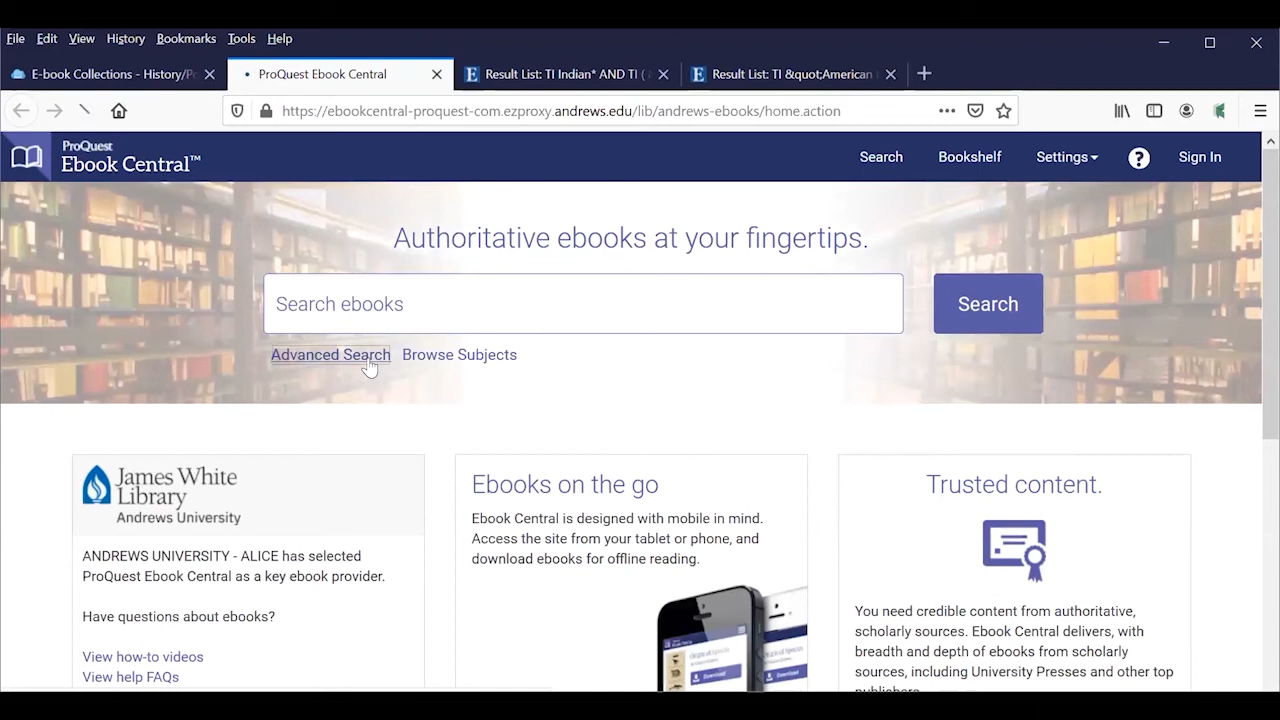 File Edit View History Bookmarks Tools Help
E-book Collections - History/Po
ProQuest Ebook Central
Result List: TI Indian* AND TI (
Result List: TI &quot;American
https://ebookcentral-proquest-com.ezproxy.andrews.edu/lib/andrews-ebooks/home.action
ProQuest
Ebook Central™
Search Bookshelf Settings ? Sign In
Authoritative ebooks at your fingertips.
Search ebooks
Search
Advanced Search Browse Subjects
James White
Library
Andrews University
ANDREWS UNIVERSITY - ALICE has selected
ProQuest Ebook Central as a key ebook provider.
Have questions about ebooks?
View how-to videos
View help FAQs
Ebooks on the go
Ebook Central is designed with mobile in mind.
Access the site from your tablet or phone, and
download ebooks for offline reading.
Trusted content.
You need credible content from authoritative,
scholarly sources. Ebook Central delivers, with
breadth and depth of ebooks from scholarly
sources, including University Presses and other top
publishers.